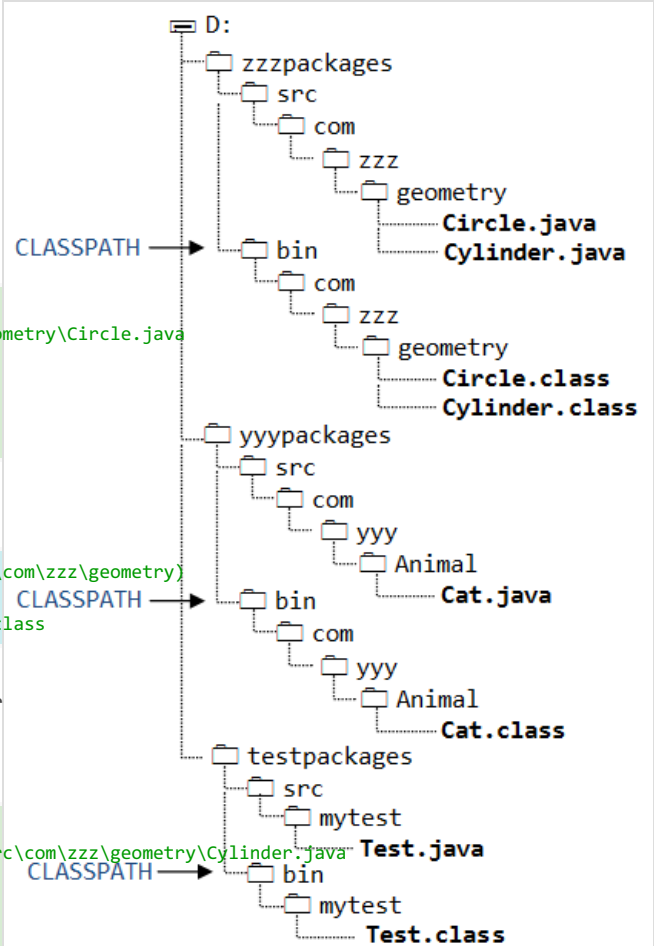 D:
zzzpackages
src
com
zzz
geometry
Circle.java
CLASSPATH bin
Cylinder.java
com
zzz
ometry\Circle.java
geometry
Circle.class
Cylinder.class
yyypackages
src
com
yyy
Animal
com\zzz\geometry)
Cat.java
CLASSPATH bin
lass
com
yyy
Animal
Cat.class
testpackages
src
mytest
Test.java
rc\com\zzz\geometry\Cylinder.java
CLASSPATH bin
mytest
Test.class